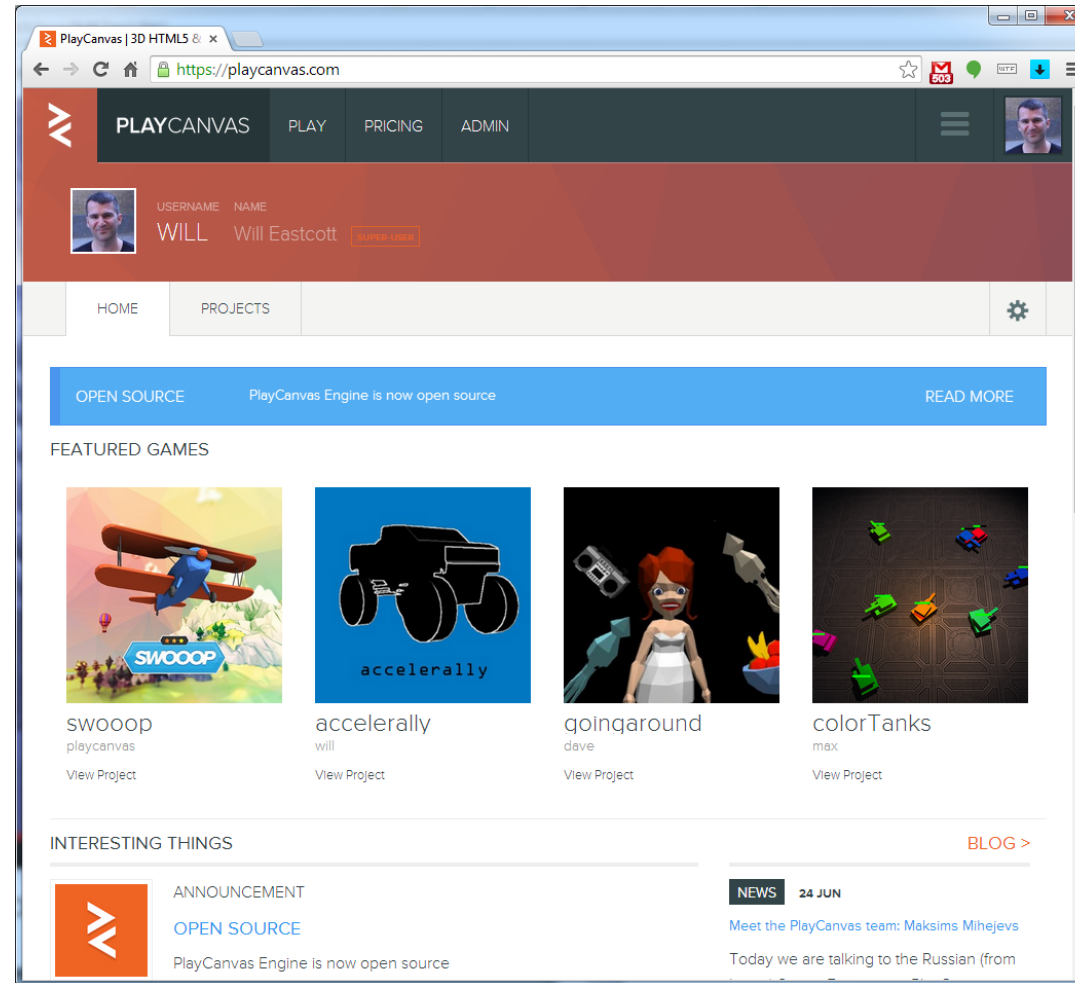 PlayCanvas | 3D HTML5 &
https://playcanvas.com
503
WTF
PLAYCANVAS PLAY PRICING ADMIN
USERNAME NAME
WILL Will Eastcott SUPER-USER
HOME PROJECTS
OPEN SOURCE PlayCanvas Engine is now open source READ MORE
FEATURED GAMES
SWOOOP
accelerally
swooop accelerally goingaround colorTanks
playcanvas will dave max
View Project View Project View Project View Project
INTERESTING THINGS BLOG >
ANNOUNCEMENT
NEWS 24 JUN
OPEN SOURCE
Meet the PlayCanvas team: Maksims Mihejevs
PlayCanvas Engine is now open source
Today we are talking to the Russian (from